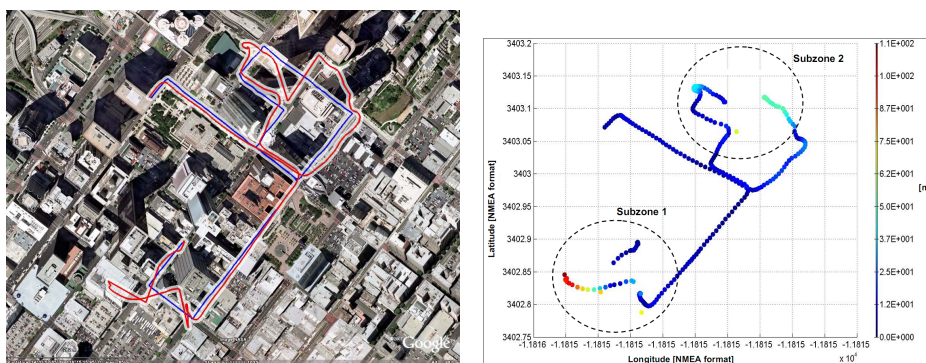 Google
3403.2
3403.15
3403.1
3403.05
3403
3402.95
3402.9
3402.85
3402.8
3402.75
Latitude [NMEA format]
Subzone 2
Subzone 1
-1.1816 -1.1815 -1.1815 -1.1815 -1.1815 -1.1815 -1.1815 -1.1815 -1.1815 -1.1815
x 10
Longitude [NMEA format]
1.1E+002
1.0E+002
8.7E+001
7.5E+001
6.2E+001
5.0E+001
3.7E+001
2.5E+001
1.2E+001
0.0E+000